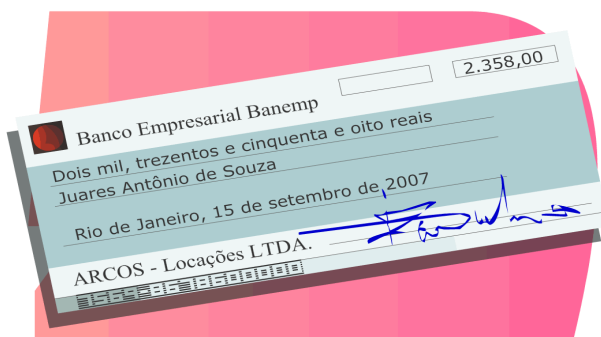 2.358,00
Banco Empresarial Banemp
Dois mil, trezentos e cinquenta e oito reais
Juares Antônio de Souza
Rio de Janeiro, 15 de setembro de 2007
ARCOS - Locações LTDA.